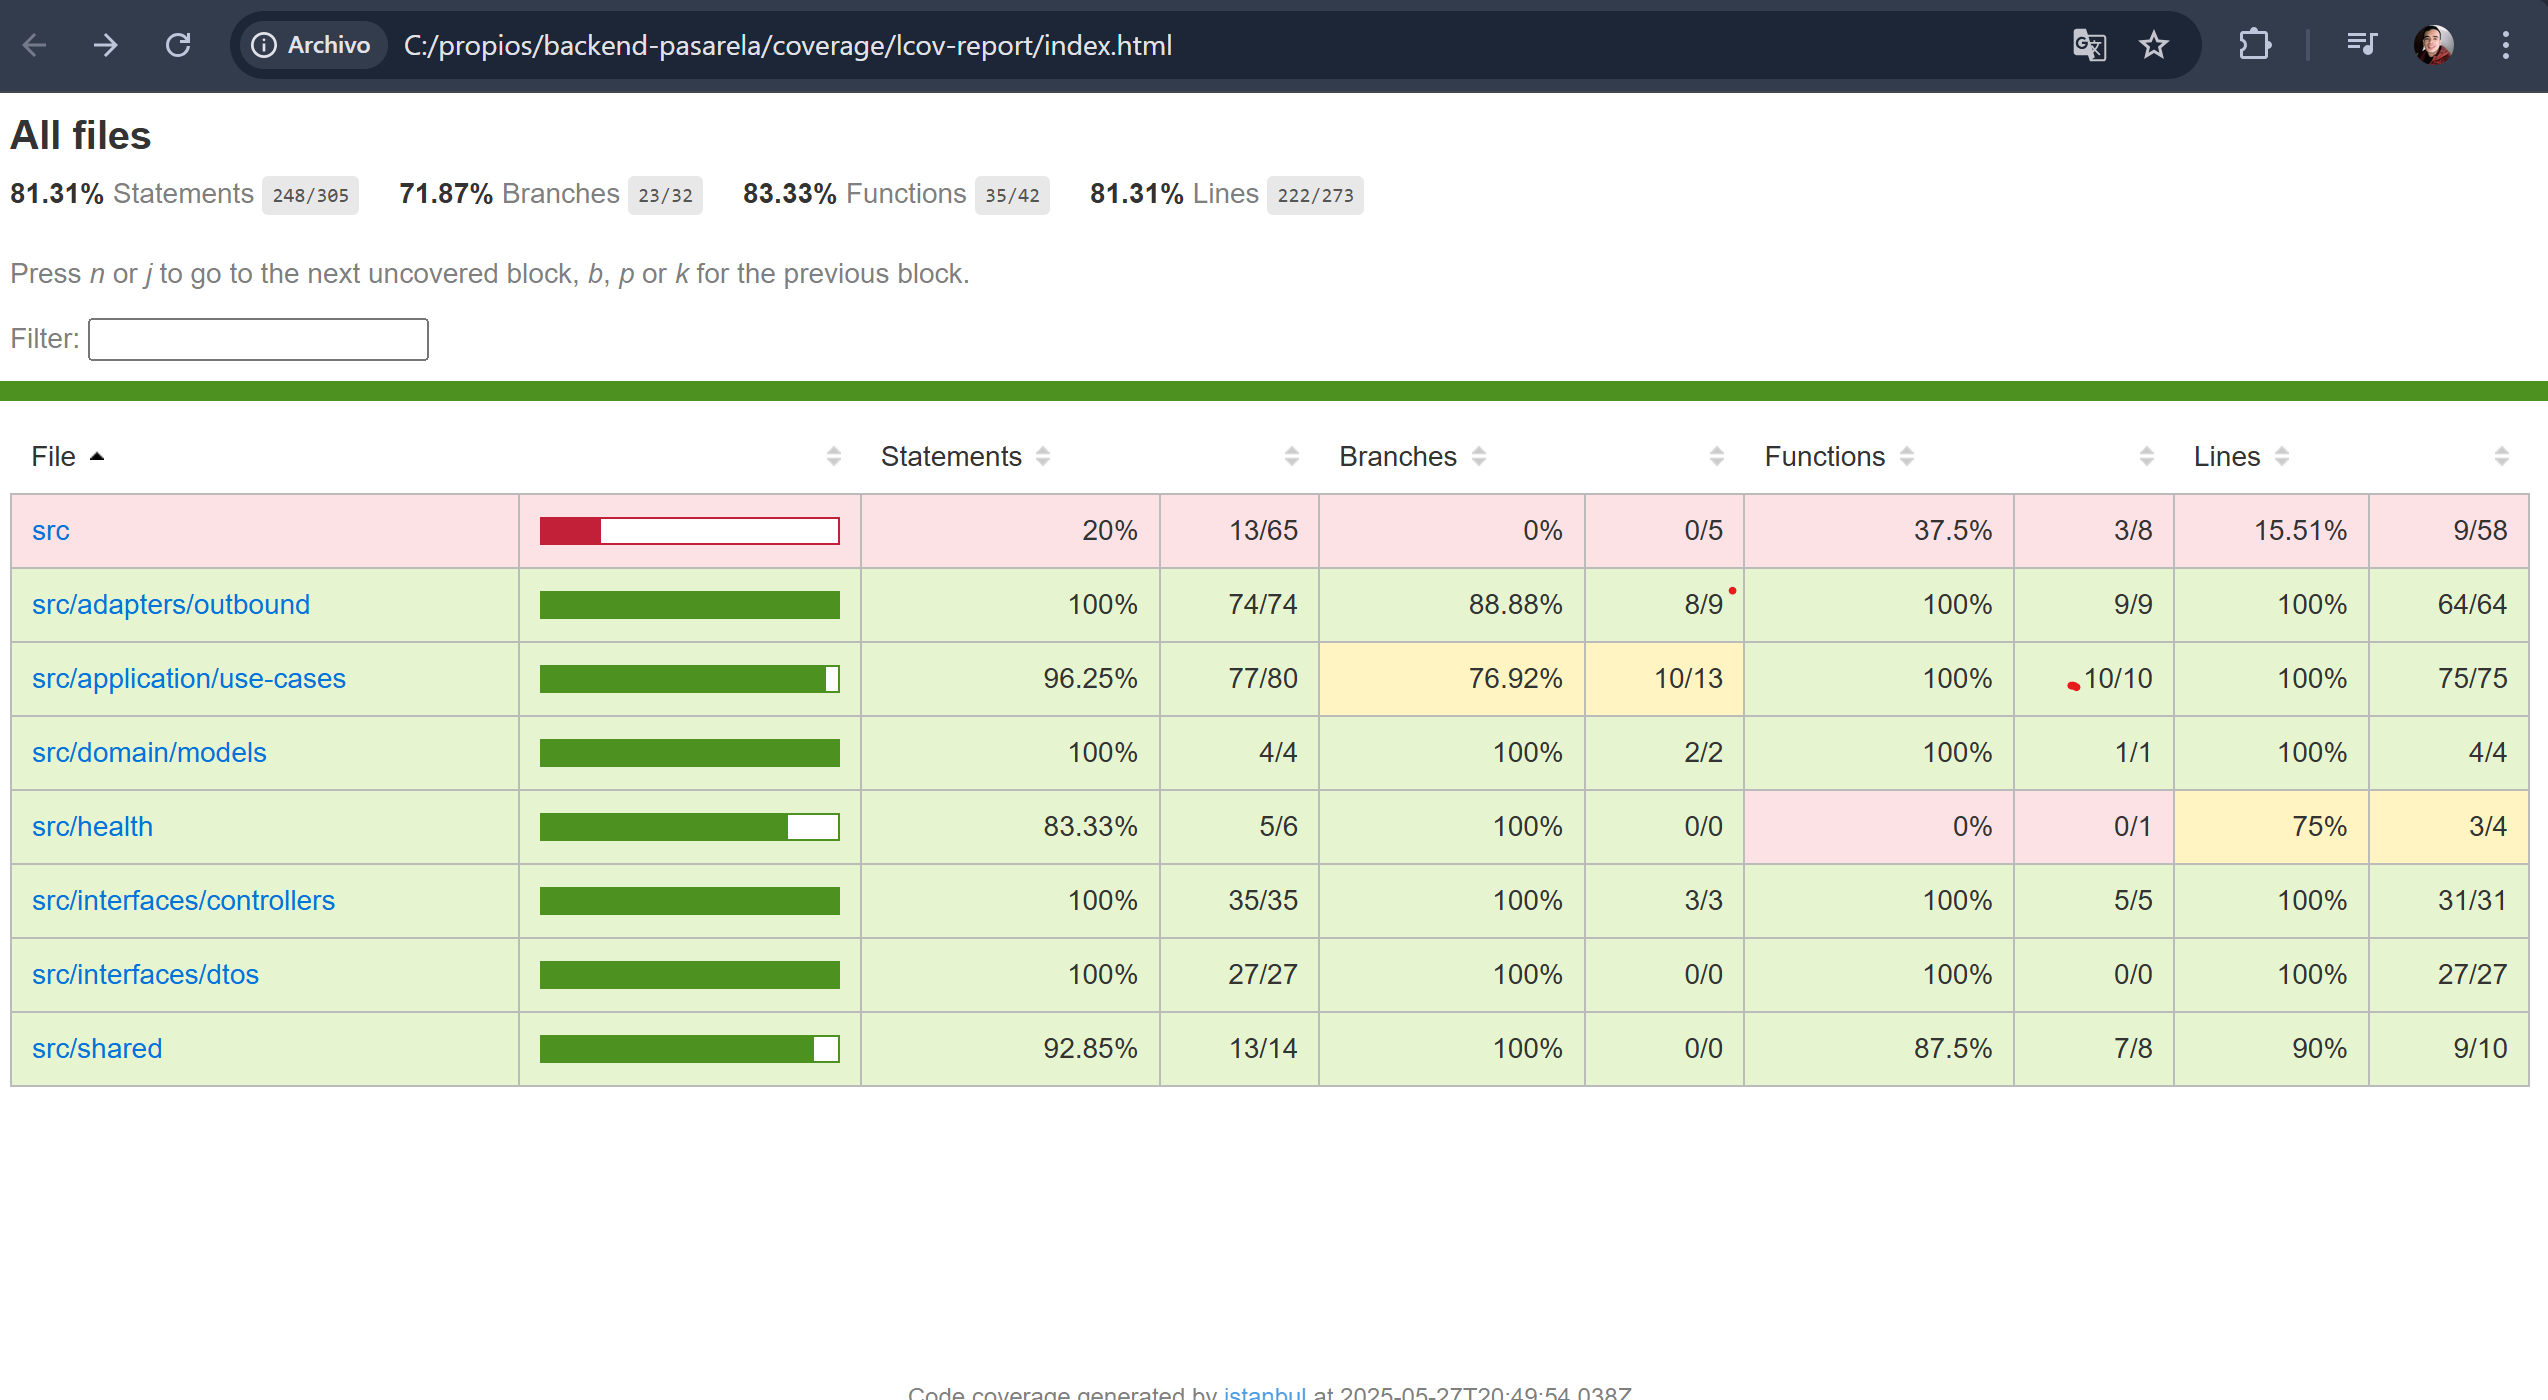 Archivo C:/propios/backend-pasarela/coverage/lcov-report/index.html
All files
81.31% Statements 248/305 71.87% Branches 23/32 83.33% Functions 35/42 81.31% Lines 222/273
Press n or j to go to the next uncovered block, b, p or k for the previous block.
Filter:
File Statements Branches Functions Lines
src 20% 13/65 0% 0/5 37.5% 3/8 15.51% 9/58
src/adapters/outbound 100% 74/74 88.88% 8/9 100% 9/9 100% 64/64
src/application/use-cases 96.25% 77/80 76.92% 10/13 100% 10/10 100% 75/75
src/domain/models 100% 4/4 100% 2/2 100% 1/1 100% 4/4
src/health 83.33% 5/6 100% 0/0 0% 0/1 75% 3/4
src/interfaces/controllers 100% 35/35 100% 3/3 100% 5/5 100% 31/31
src/interfaces/dtos 100% 27/27 100% 0/0 100% 0/0 100% 27/27
src/shared 92.85% 13/14 100% 0/0 87.5% 7/8 90% 9/10
Code coverage generated by istanbul at 2025-05-27T20:49:54.038Z